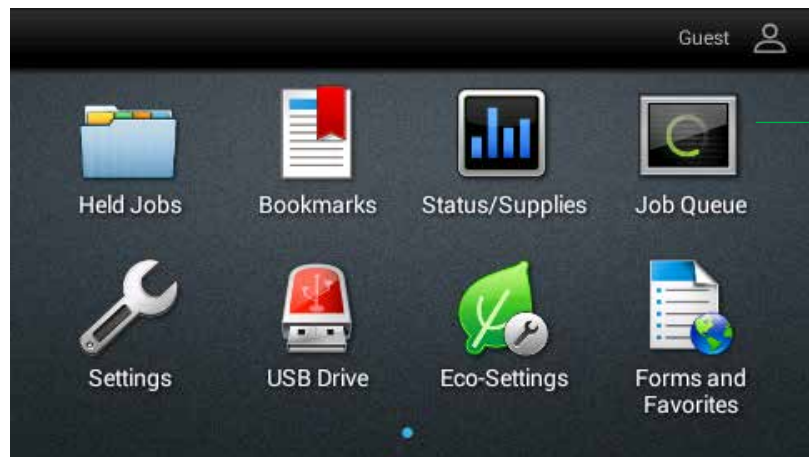 Guest
Held Jobs
Bookmarks
Status/Supplies
Job Queue
Settings
USB Drive
Eco-Settings
Forms and
Favorites